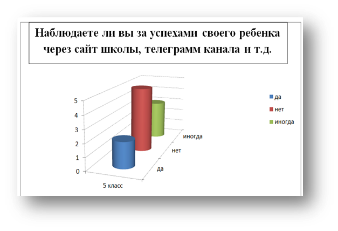 Наблюдаете ли вы за успехами своего ребенка
через сайт школы, телеграмм канала и т.д.
5
4
3
2
1
0
5 класс
да
нет
иногда
да
нет
иногда